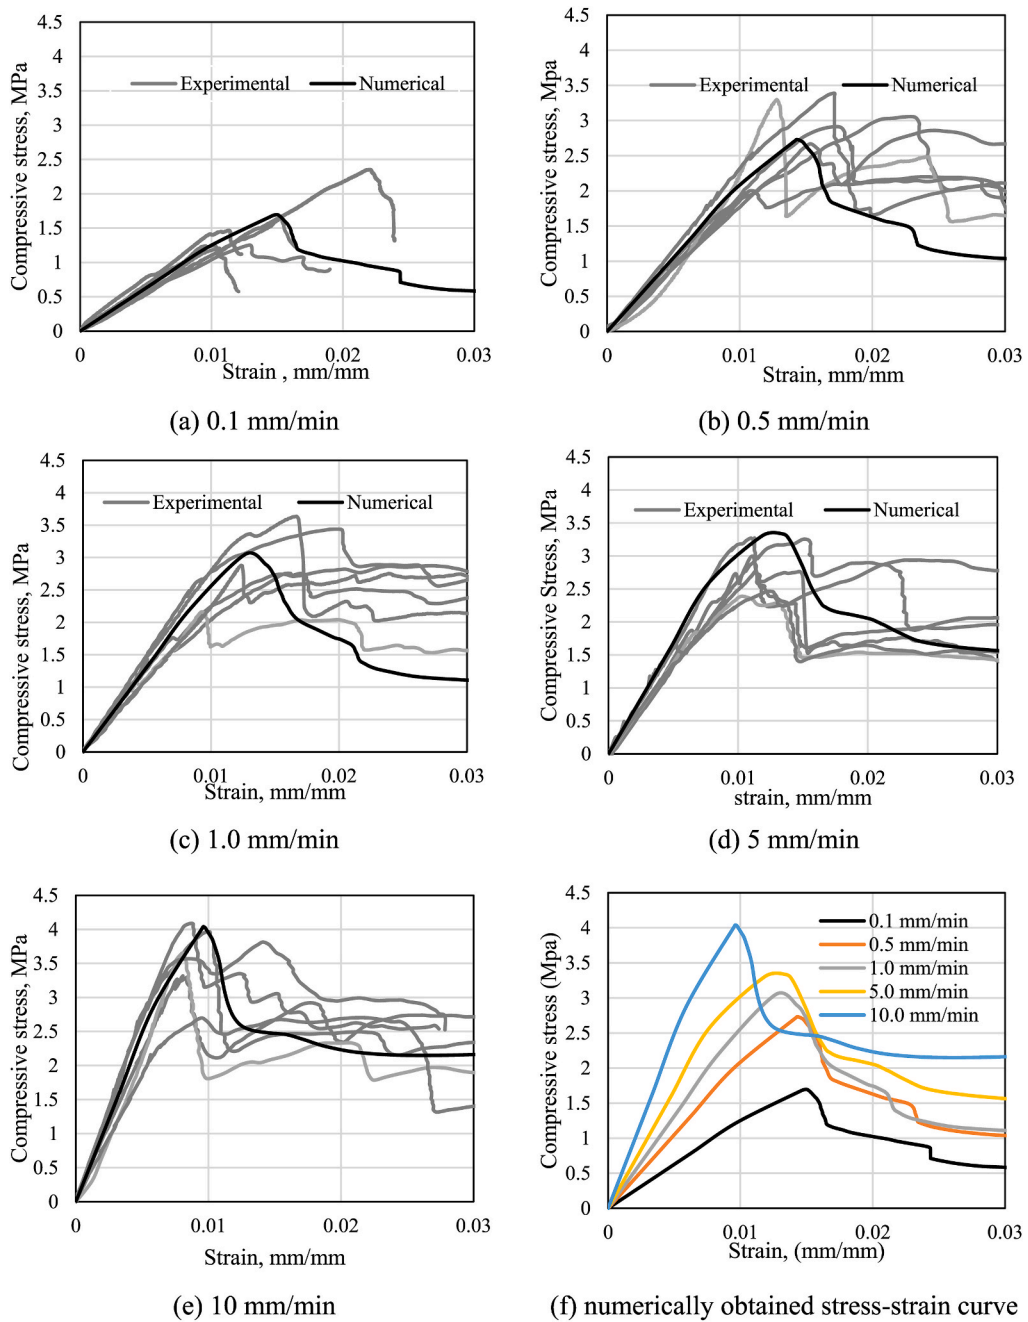 4.5
4
3.5
3
2.5
2
1.5
1
0.5
0
Compressive stress, MPa
Experimental Numerical
0 0.01 0.02 0.03
Strain , mm/mm
(a) 0.1 mm/min
4.5
4
3.5
3
2.5
2
1.5
1
0.5
0
Compressive stress, Mpa
Experimental Numerical
0 0.01 0.02 0.03
Strain, mm/mm
(b) 0.5 mm/min
4.5
4
3.5
3
2.5
2
1.5
1
0.5
0
Compressive stress, MPa
Experimental Numerical
0 0.01 0.02 0.03
Strain, mm/mm
(c) 1.0 mm/min
4.5
4
3.5
3
2.5
2
1.5
1
0.5
0
Compressive Stress, MPa
Experimental Numerical
0 0.01 0.02 0.03
strain, mm/mm
(d) 5 mm/min
4.5
4
3.5
3
2.5
2
1.5
1
0.5
0
Compressive stress, MPa
0 0.01 0.02 0.03
Strain, mm/mm
(e) 10 mm/min
4.5
4
3.5
3
2.5
2
1.5
1
0.5
0
Compressive stress (Mpa)
0.1 mm/min
0.5 mm/min
1.0 mm/min
5.0 mm/min
10.0 mm/min
0 0.01 0.02 0.03
Strain, (mm/mm)
(f) numerically obtained stress-strain curve